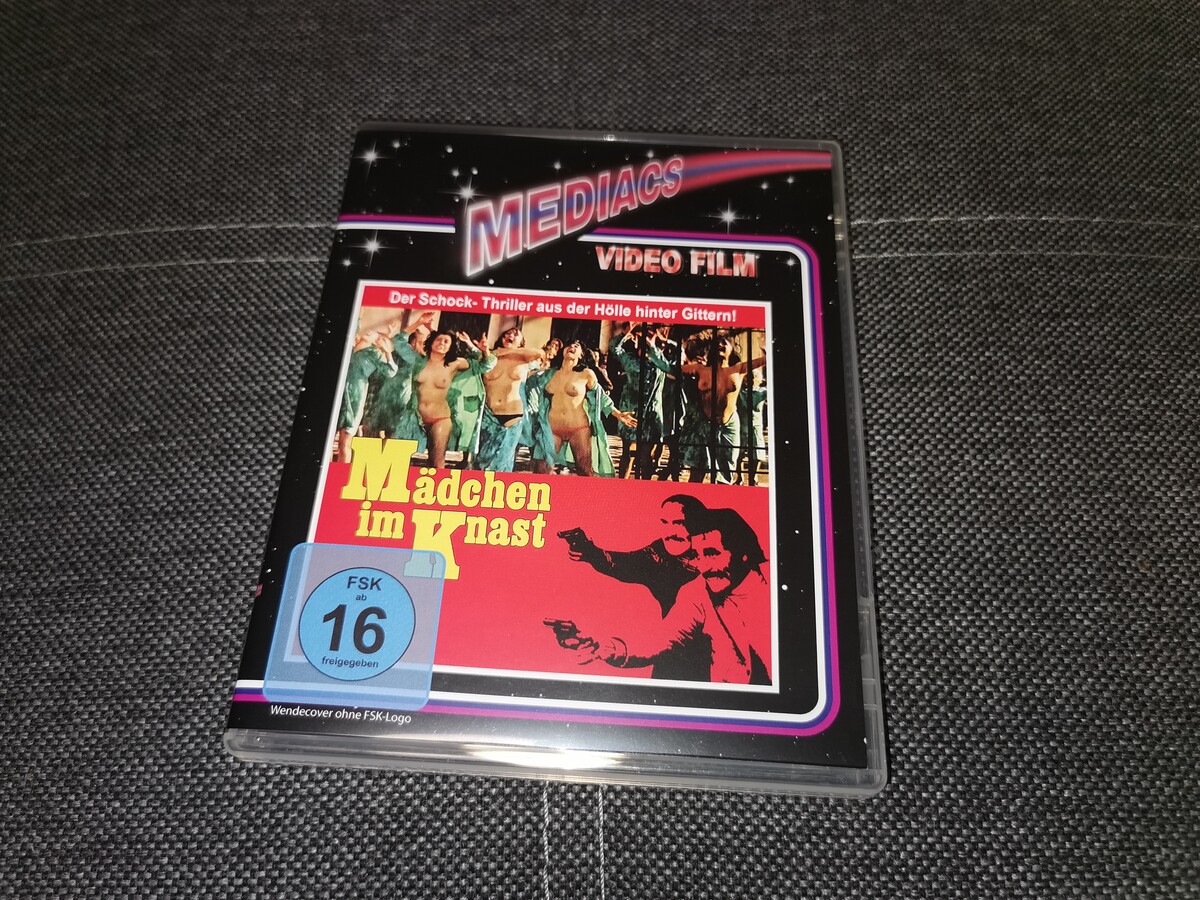 MEDIACS
VIDEO FILM
Der Schock- Thriller aus der Hölle hinter Gittern!
Mädchen
im Knast
FSK
ab
16
freigegeben
Wendecover ohne FSK-Logo